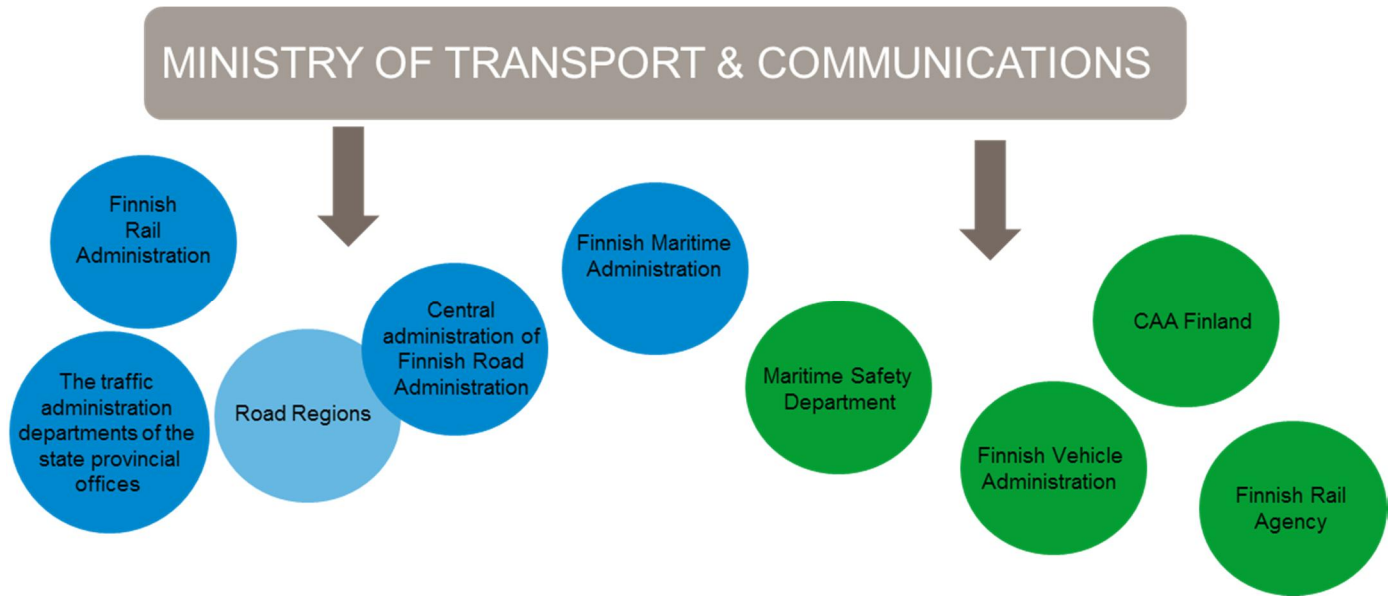 MINISTRY OF TRANSPORT & COMMUNICATIONS
Finnish
Rail
Administration
The traffic
administration
departments of the
state provincial
offices
Road Regions
Central
administration of
Finnish Road
Administration
Finnish Maritime
Administration
Maritime Safety
Department
CAA Finland
Finnish Vehicle
Administration
Finnish Rail
Agency